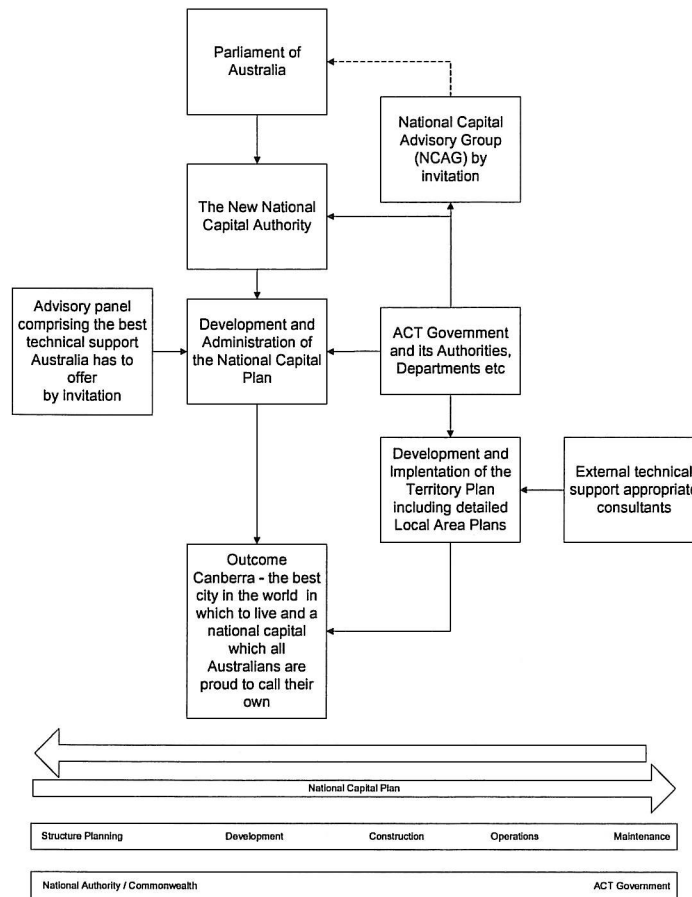 Parliament of
Australia
National Capital
Advisory Group
(NCAG) by
invitation
The New National
Capital Authority
Advisory panel
comprising the best
technical support
Australia has to
offer
by invitation
Development and
Administration of
the National Capital
Plan
ACT Government
and its Authorities,
Departments etc
Development and
Implentation of the
Territory Plan
including detailed
Local Area Plans
External technical
support appropriate
consultants
Outcome
Canberra - the best
city in the world in
which to live and a
national capital
which all
Australians are
proud to call their
own
National Capital Plan
Structure Planning Development Construction Operations Maintenance
National Authority / Commonwealth ACT Government